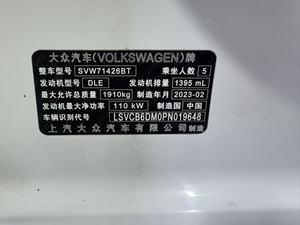 大众汽车(VOLKSWAGEN)牌
整车型号 SVW71426BT 乘坐人数 5
发动机型号 DLE 发动机排量 1395 mL
最大允许总质量 1910kg 制造年月 2023-02
发动机最大净功率 110 kW 制造国 中国
车辆识别代号 LSVCB6DM0PN019648
上汽大众汽车有限公司 制造